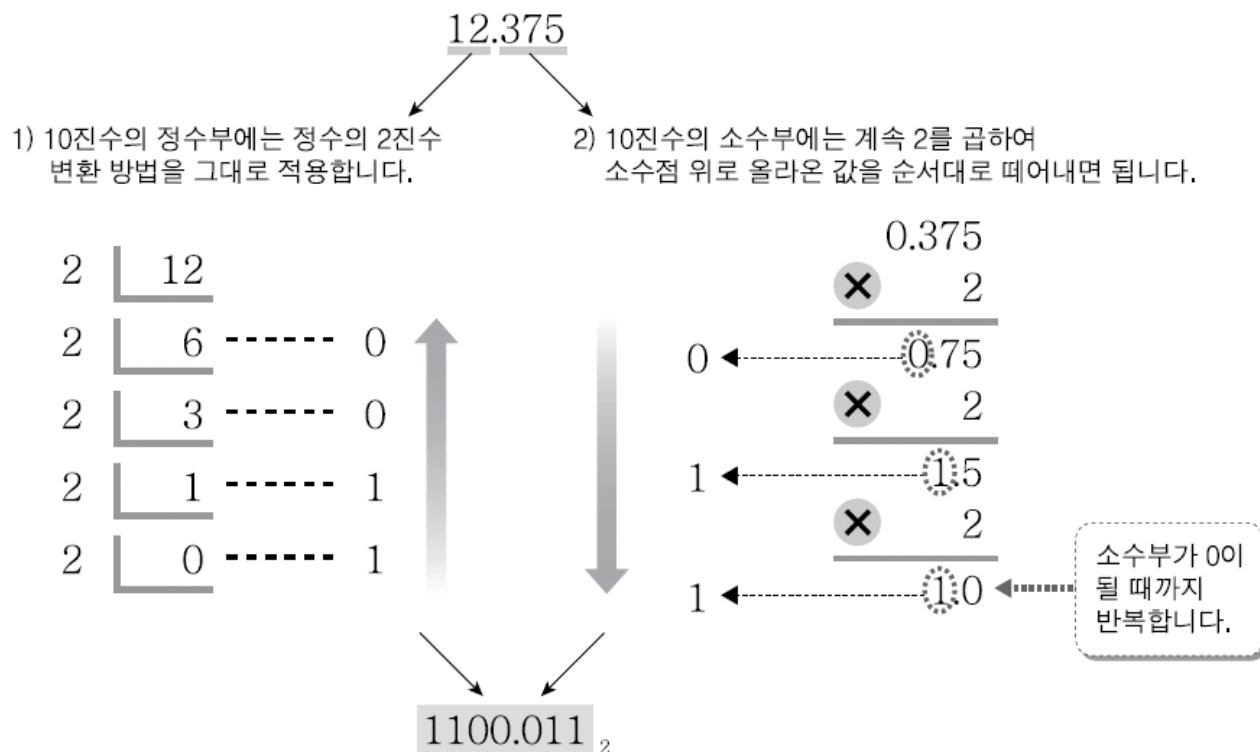 12.375
1) 10진수의 정수부에는 정수의 2진수
변환 방법을 그대로 적용합니다.
2) 10진수의 소수부에는 계속 2를 곱하여
소수점 위로 올라온 값을 순서대로 떼어내면 됩니다.
2 12
2 6 ------ 0
2 3 ------ 0
2 1 ------ 1
2 0 ------ 1
0.375
× 2
0 0.75
× 2
1 1.5
× 2
1 1.0
소수부가 0이
될 때까지
반복합니다.
1100.011 2